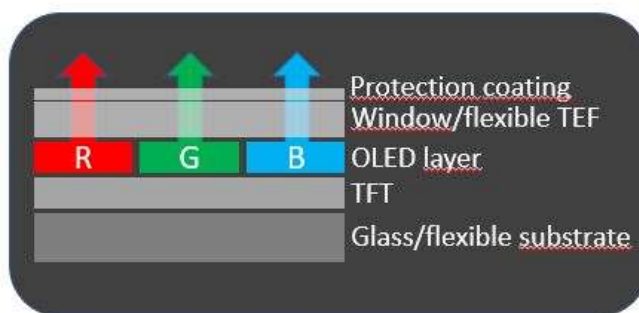 Protection coating
Window/flexible TEF
R G B OLED layer
TFT
Glass/flexible substrate